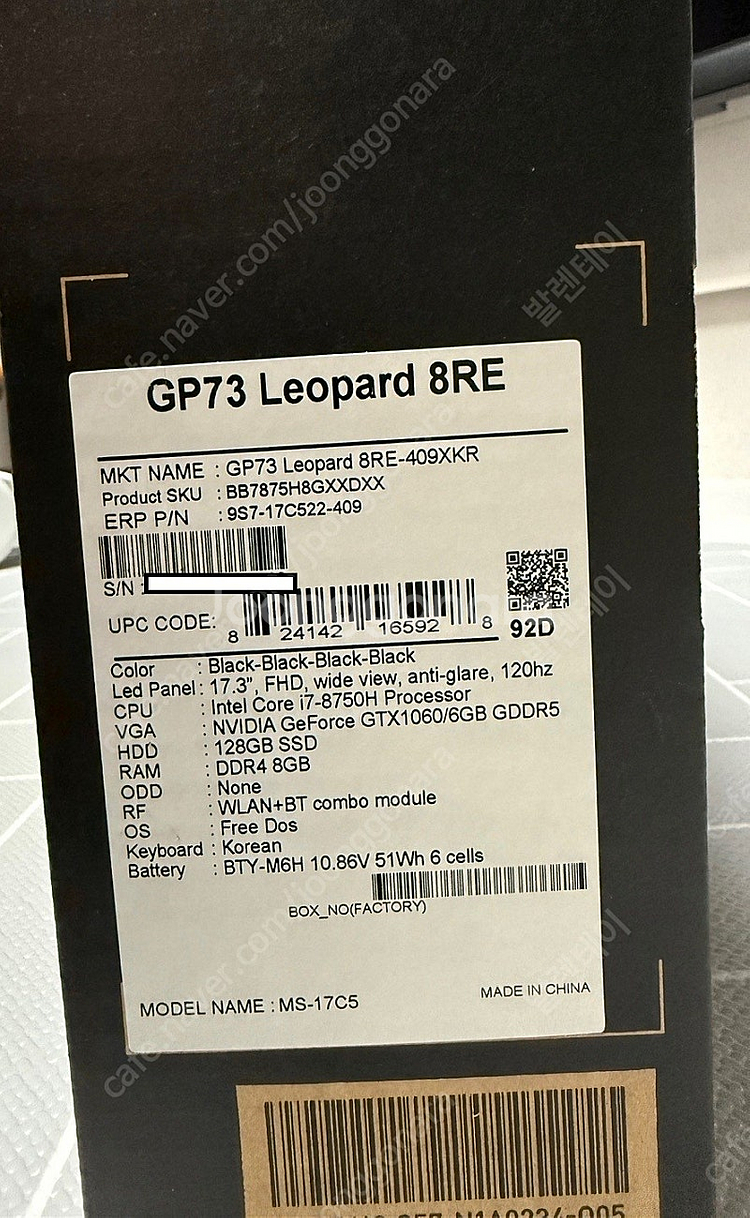 GP73 Leopard 8RE
MKT NAME : GP73 Leopard 8RE-409XKR
Product SKU : BB7875H8GXXDXX
ERP P/N : 9S7-17C522-409
S/N :
UPC CODE: 8 24142 16592 8
92D
Color : Black-Black-Black-Black
Led Panel : 17.3", FHD, wide view, anti-glare, 120hz
CPU : Intel Core i7-8750H Processor
VGA : NVIDIA GeForce GTX1060/6GB GDDR5
HDD : 128GB SSD
RAM : DDR4 8GB
ODD : None
RF : WLAN+BT combo module
OS : Free Dos
Keyboard : Korean
Battery : BTY-M6H 10.86V 51Wh 6 cells
BOX_NO(FACTORY)
MODEL NAME : MS-17C5
MADE IN CHINA
cafe.naver.com/joonggonara
발렌테이